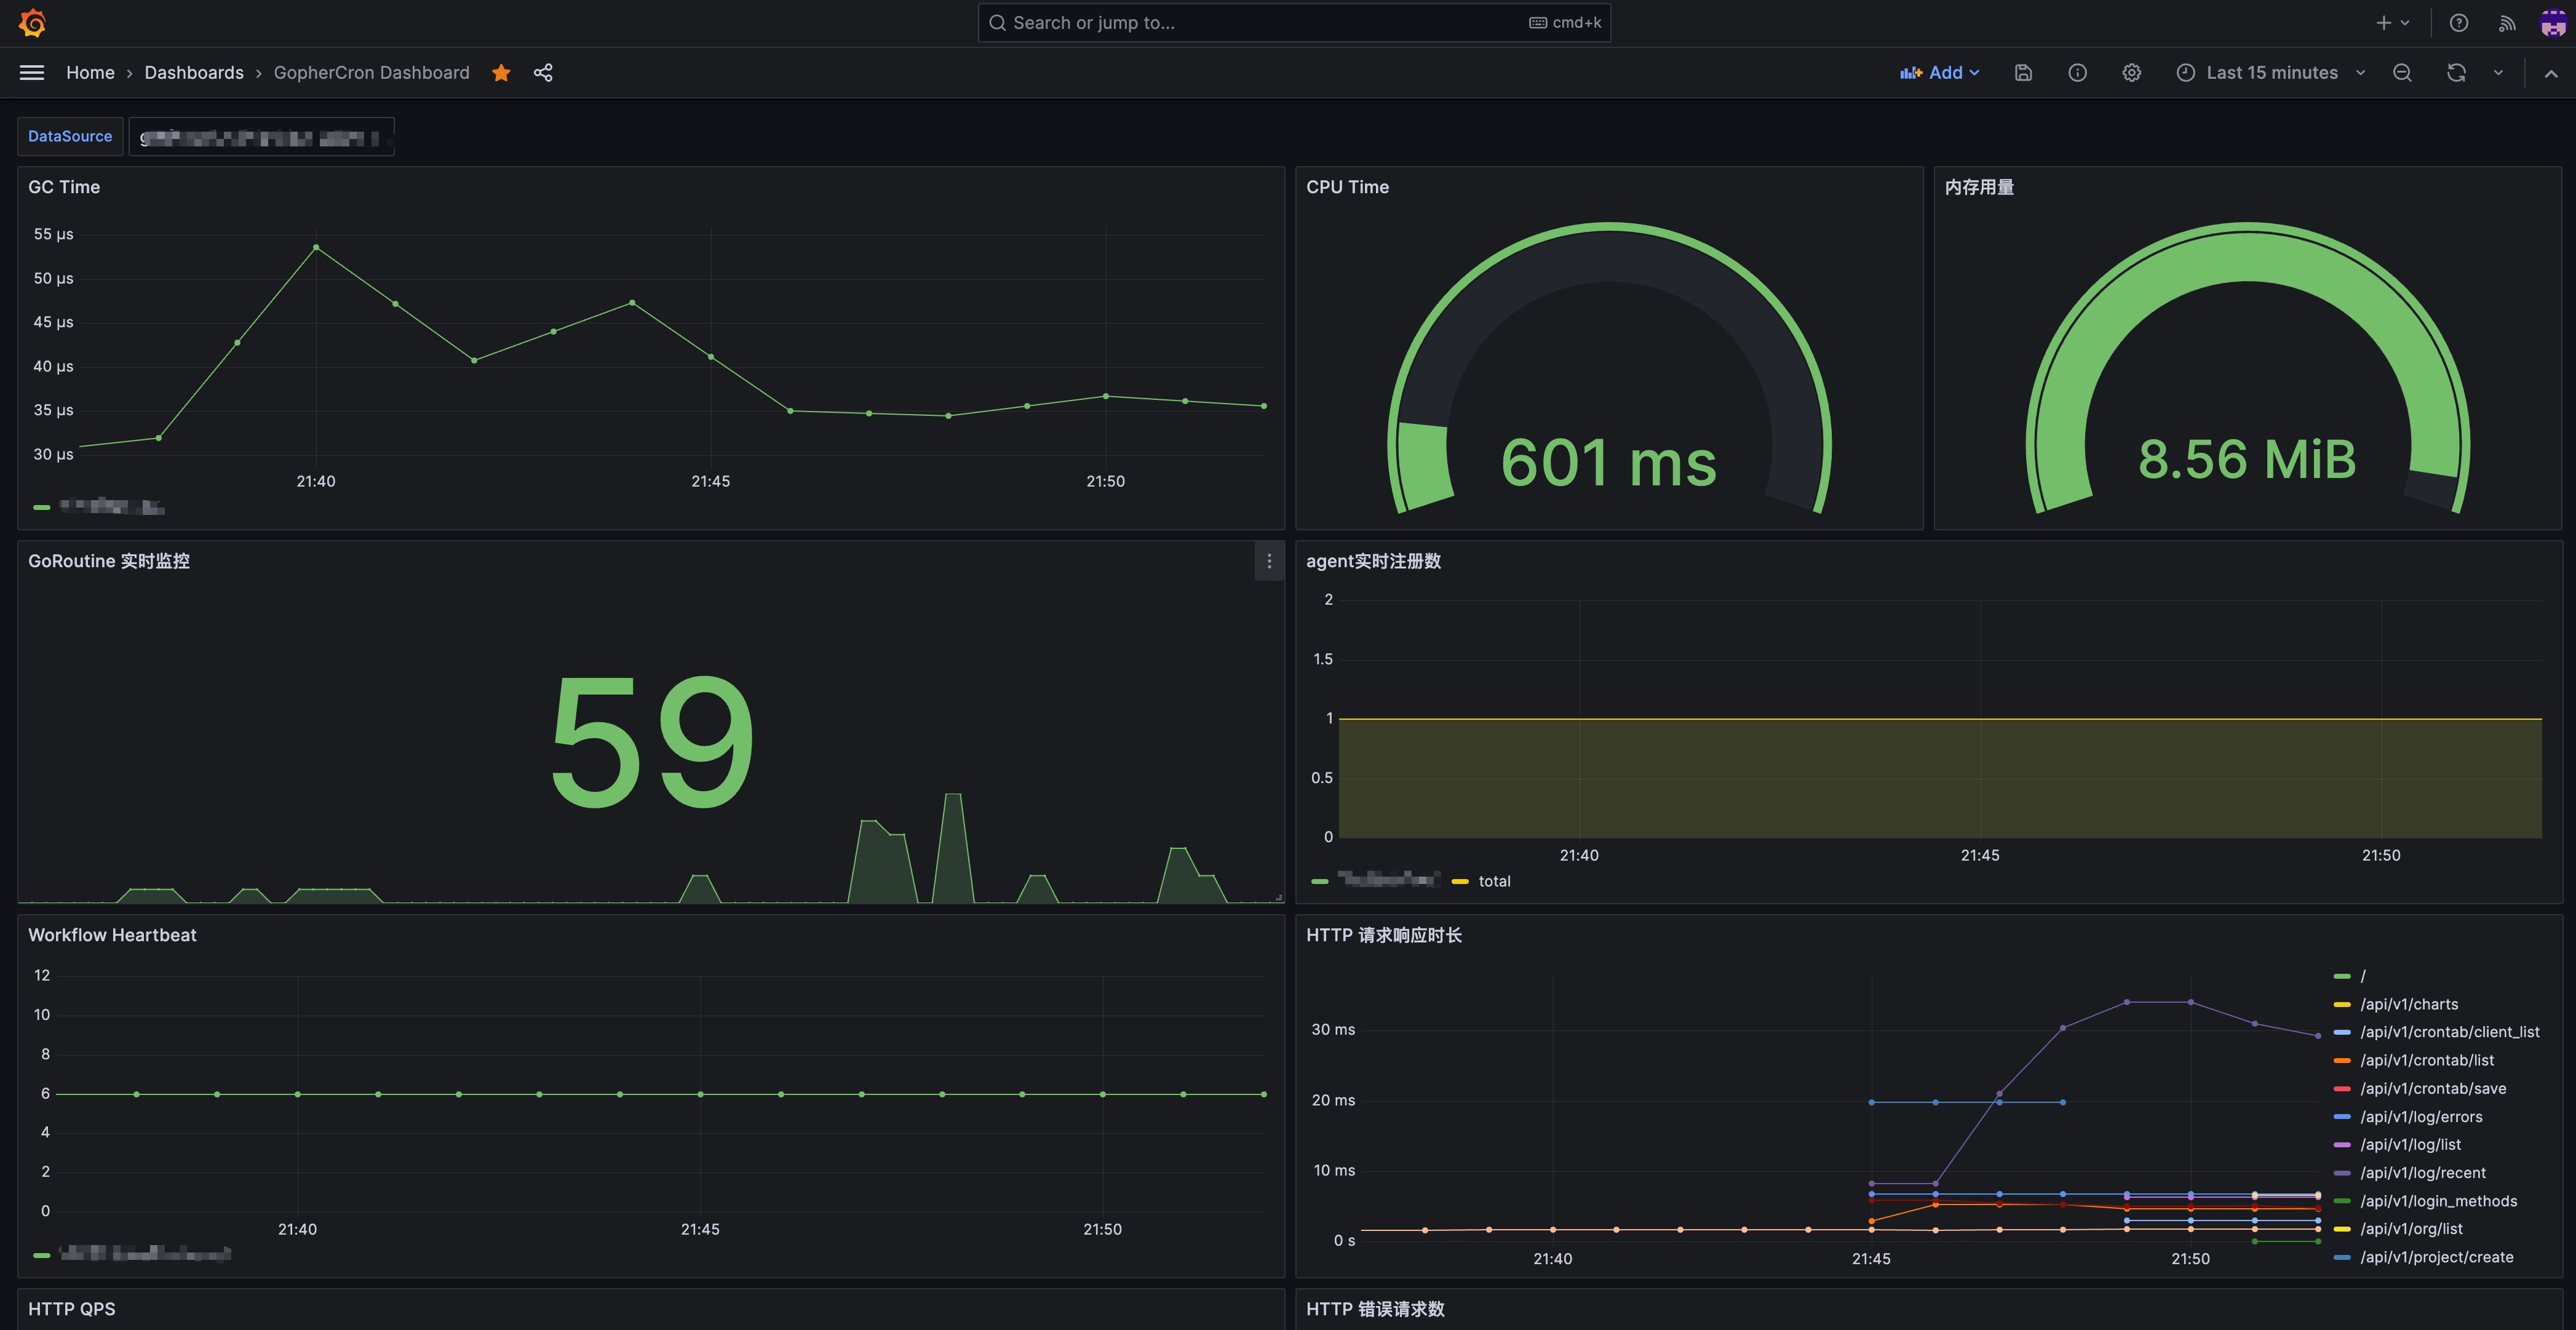 Search or jump to...
cmd+k
Home › Dashboards › GopherCron Dashboard
Add
Last 15 minutes
DataSource
GC Time
55 µs
50 µs
45 µs
40 µs
35 µs
30 µs
21:40
21:45
21:50
CPU Time
601 ms
内存用量
8.56 MiB
GoRoutine 实时监控
59
agent实时注册数
2
1.5
1
0.5
0
21:40
21:45
21:50
total
Workflow Heartbeat
12
10
8
6
4
2
0
21:40
21:45
21:50
HTTP 请求响应时长
30 ms
20 ms
10 ms
0 s
21:40
21:45
21:50
/
/api/v1/charts
/api/v1/crontab/client_list
/api/v1/crontab/list
/api/v1/crontab/save
/api/v1/log/errors
/api/v1/log/list
/api/v1/log/recent
/api/v1/login_methods
/api/v1/org/list
/api/v1/project/create
HTTP QPS
HTTP 错误请求数